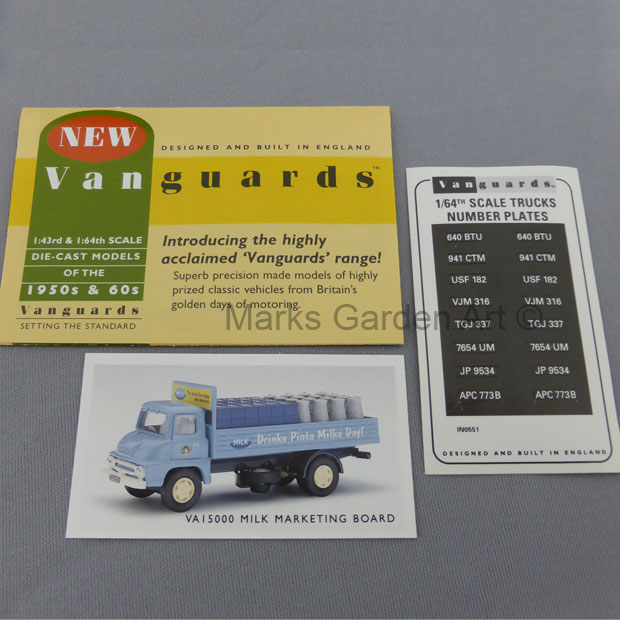 NEW
DESIGNED AND BUILT IN ENGLAND
Vanguards™
1:43rd & 1:64th SCALE
DIE-CAST MODELS
OF THE
1950s & 60s
Vanguards
SETTING THE STANDARD
Introducing the highly
acclaimed 'Vanguards' range!
Superb precision made models of highly
prized classic vehicles from Britain's
golden days of motoring.
Marks Garden Art ©
MILK
Drinka Pinta Milka Day!
VA15000 MILK MARKETING BOARD
Vanguards™
1/64TH SCALE TRUCKS
NUMBER PLATES
640 BTU 640 BTU
941 CTM 941 CTM
USF 182 USF 182
VJM 316 VJM 316
TGJ 337 TGJ 337
7654 UM 7654 UM
JP 9534 JP 9534
APC 773B APC 773B
IN0551
DESIGNED AND BUILT IN ENGLAND